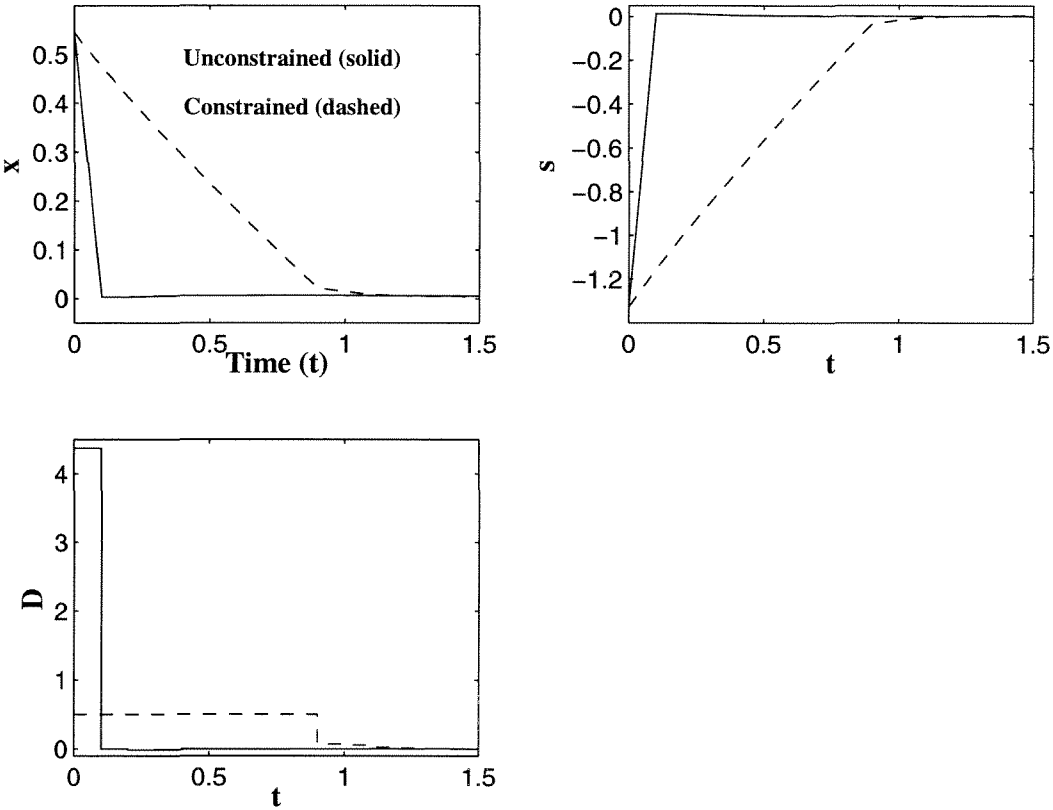 x
0.5
0.4
0.3
0.2
0.1
0
Unconstrained (solid)
Constrained (dashed)
0 0.5 1 1.5
Time (t)
s
0
−0.2
−0.4
−0.6
−0.8
−1
−1.2
0 0.5 1 1.5
t
D
4
3
2
1
0
0 0.5 1 1.5
t